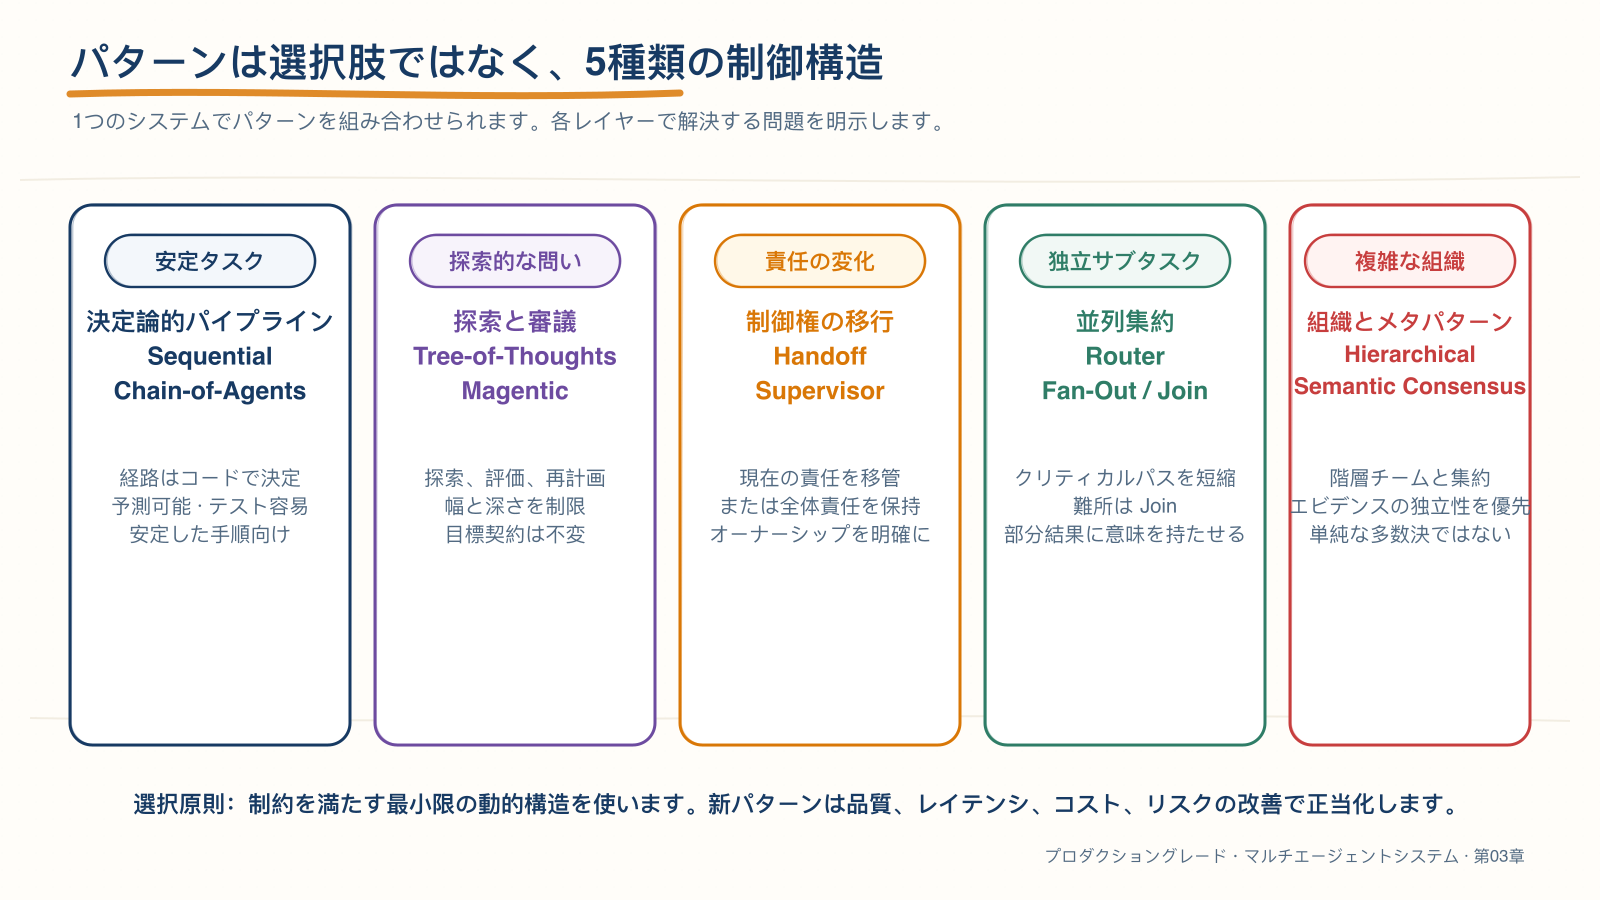 パターンは選択肢ではなく、5種類の制御構造
1つのシステムでパターンを組み合わせられます。各レイヤーで解決する問題を明示します。
安定タスク
決定論的パイプライン
Sequential
Chain-of-Agents
経路はコードで決定
予測可能 · テスト容易
安定した手順向け
探索的な問い
探索と審議
Tree-of-Thoughts
Magentic
探索、評価、再計画
幅と深さを制限
目標契約は不変
責任の変化
制御権の移行
Handoff
Supervisor
現在の責任を移管
または全体責任を保持
オーナーシップを明確に
独立サブタスク
並列集約
Router
Fan-Out / Join
クリティカルパスを短縮
難所は Join
部分結果に意味を持たせる
複雑な組織
組織とメタパターン
Hierarchical
Semantic Consensus
階層チームと集約
エビデンスの独立性を優先
単純な多数決ではない
選択原則：制約を満たす最小限の動的構造を使います。新パターンは品質、レイテンシ、コスト、リスクの改善で正当化します。
プロダクショングレード · マルチエージェントシステム · 第03章